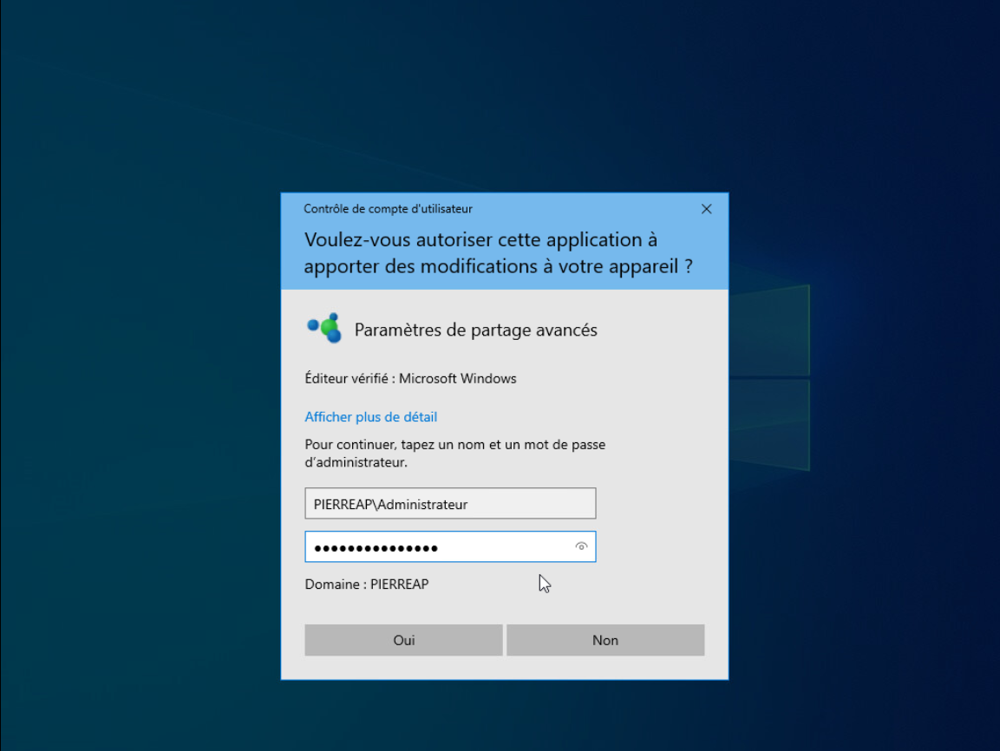 Contrôle de compte d'utilisateur
Voulez-vous autoriser cette application à
apporter des modifications à votre appareil ?
Paramètres de partage avancés
Éditeur vérifié : Microsoft Windows
Afficher plus de détail
Pour continuer, tapez un nom et un mot de passe
d’administrateur.
PIERREAP\Administrateur
●●●●●●●●●●●●●●●
Domaine : PIERREAP
Oui
Non